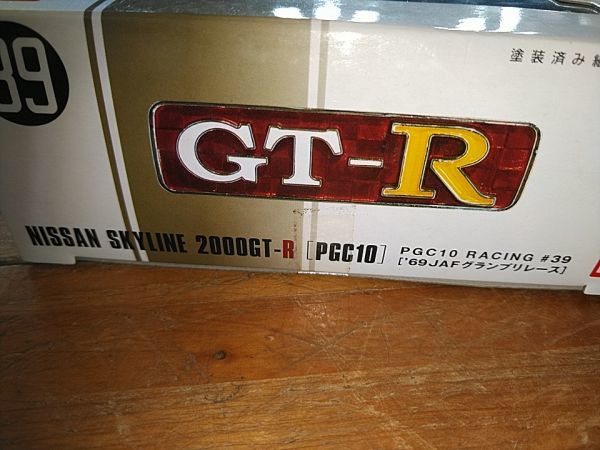 39
塗装済み
GT-R
NISSAN SKYLINE 2000GT-R [PGC10]
PGC10 RACING #39
['69JAFグランプリレース]